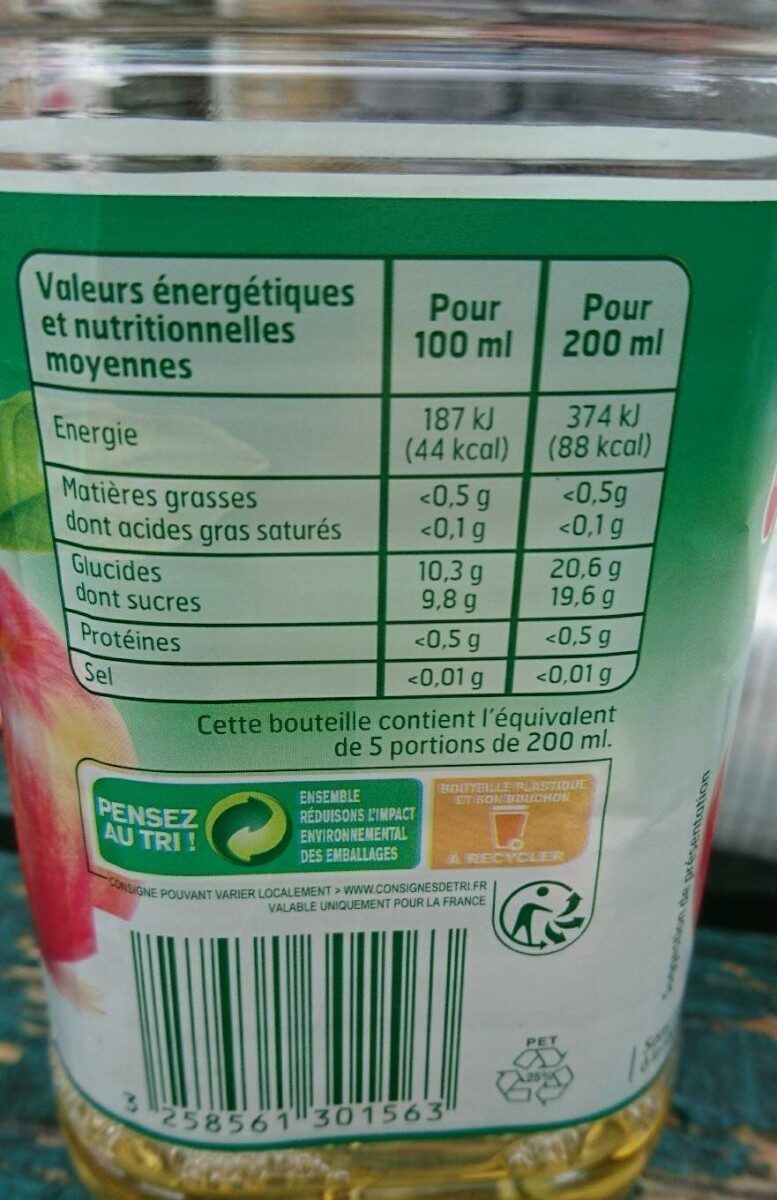 Valeurs énergétiques et nutritionnelles moyennes Pour 100 ml Pour 200 ml
Energie 187 kJ (44 kcal) 374 kJ (88 kcal)
Matières grasses <0,5 g <0,5g
dont acides gras saturés <0,1 g <0,1 g
Glucides 10,3 g 20,6 g
dont sucres 9,8 g 19,6 g
Protéines <0,5 g <0,5 g
Sel <0,01 g <0,01 g
Cette bouteille contient l'équivalent
de 5 portions de 200 ml.
PENSEZ
AU TRI !
ENSEMBLE
RÉDUISONS L'IMPACT
ENVIRONNEMENTAL
DES EMBALLAGES
BOUTEILLE PLASTIQUE
ET SON BOUCHON
À RECYCLER
CONSIGNE POUVANT VARIER LOCALEMENT > WWW.CONSIGNESDETRI.FR
VALABLE UNIQUEMENT POUR LA FRANCE
Suggestion de présentation
PET
25%
3 258561 301563